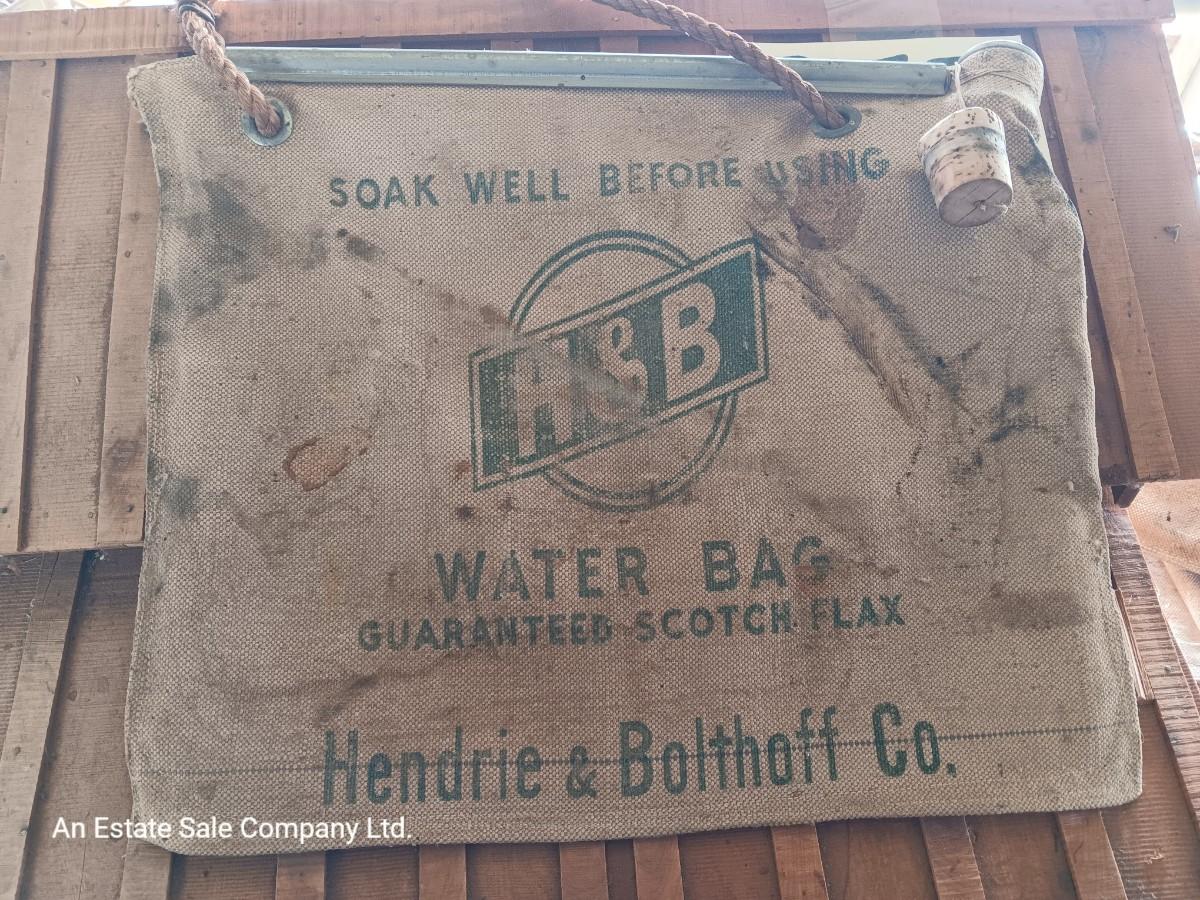 SOAK WELL BEFORE USING
H&B
WATER BAG
GUARANTEED SCOTCH FLAX
Hendrie & Bolthoff Co.
An Estate Sale Company Ltd.